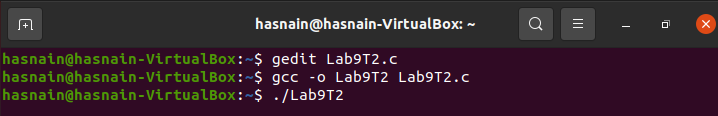 hasnain@hasnain-VirtualBox: ~
hasnain@hasnain-VirtualBox:~$ gedit Lab9T2.c
hasnain@hasnain-VirtualBox:~$ gcc -o Lab9T2 Lab9T2.c
hasnain@hasnain-VirtualBox:~$ ./Lab9T2